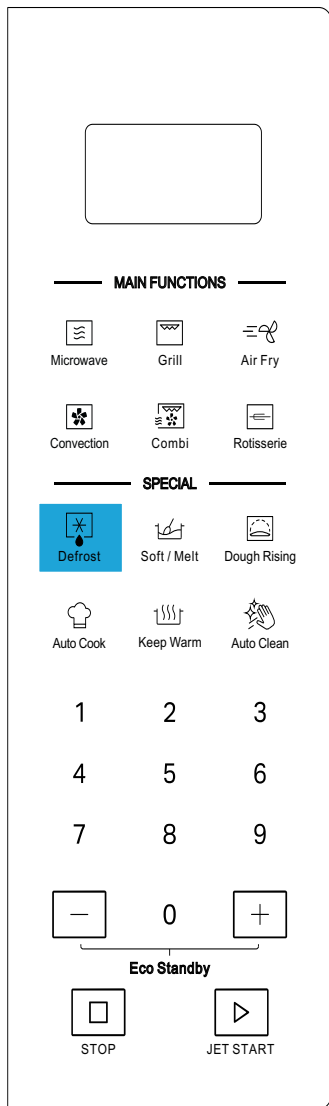 MAIN FUNCTIONS
Microwave Grill Air Fry
Convection Combi Rotisserie
SPECIAL
Defrost Soft / Melt Dough Rising
Auto Cook Keep Warm Auto Clean
1 2 3
4 5 6
7 8 9
− 0 +
Eco Standby
STOP JET START